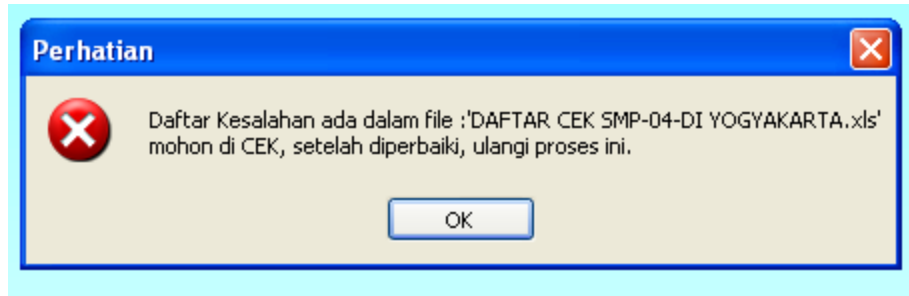 Perhatian
Daftar Kesalahan ada dalam file :'DAFTAR CEK SMP-04-DI YOGYAKARTA.xls'
mohon di CEK, setelah diperbaiki, ulangi proses ini.
OK